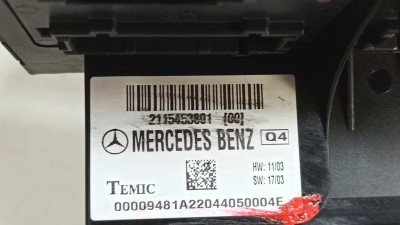 2115453801 [00]
MERCEDES BENZ Q4
HW: 11/03
SW: 17/03
TEMIC
00009481A22044050004E